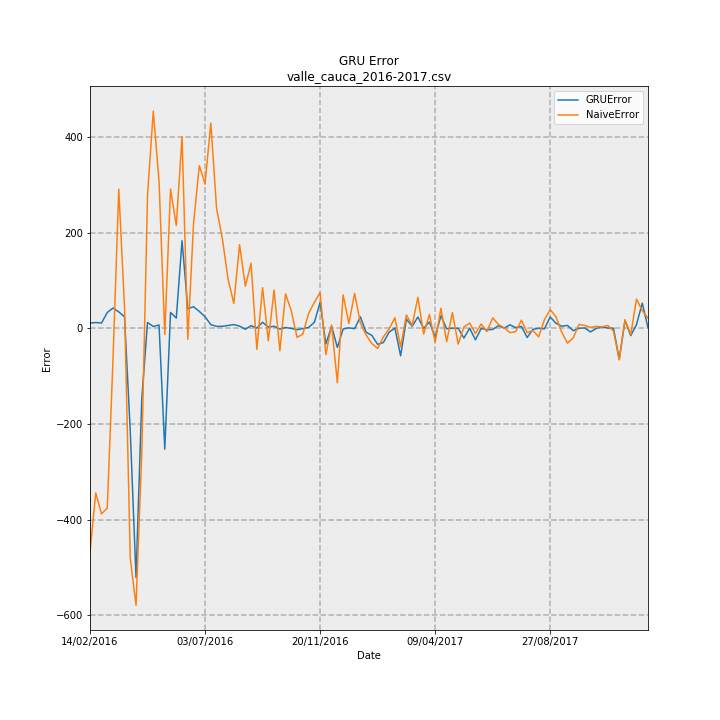 GRU Error
valle_cauca_2016-2017.csv
GRUError
NaiveError
400
200
0
−200
−400
−600
Error
14/02/2016
03/07/2016
20/11/2016
09/04/2017
27/08/2017
Date